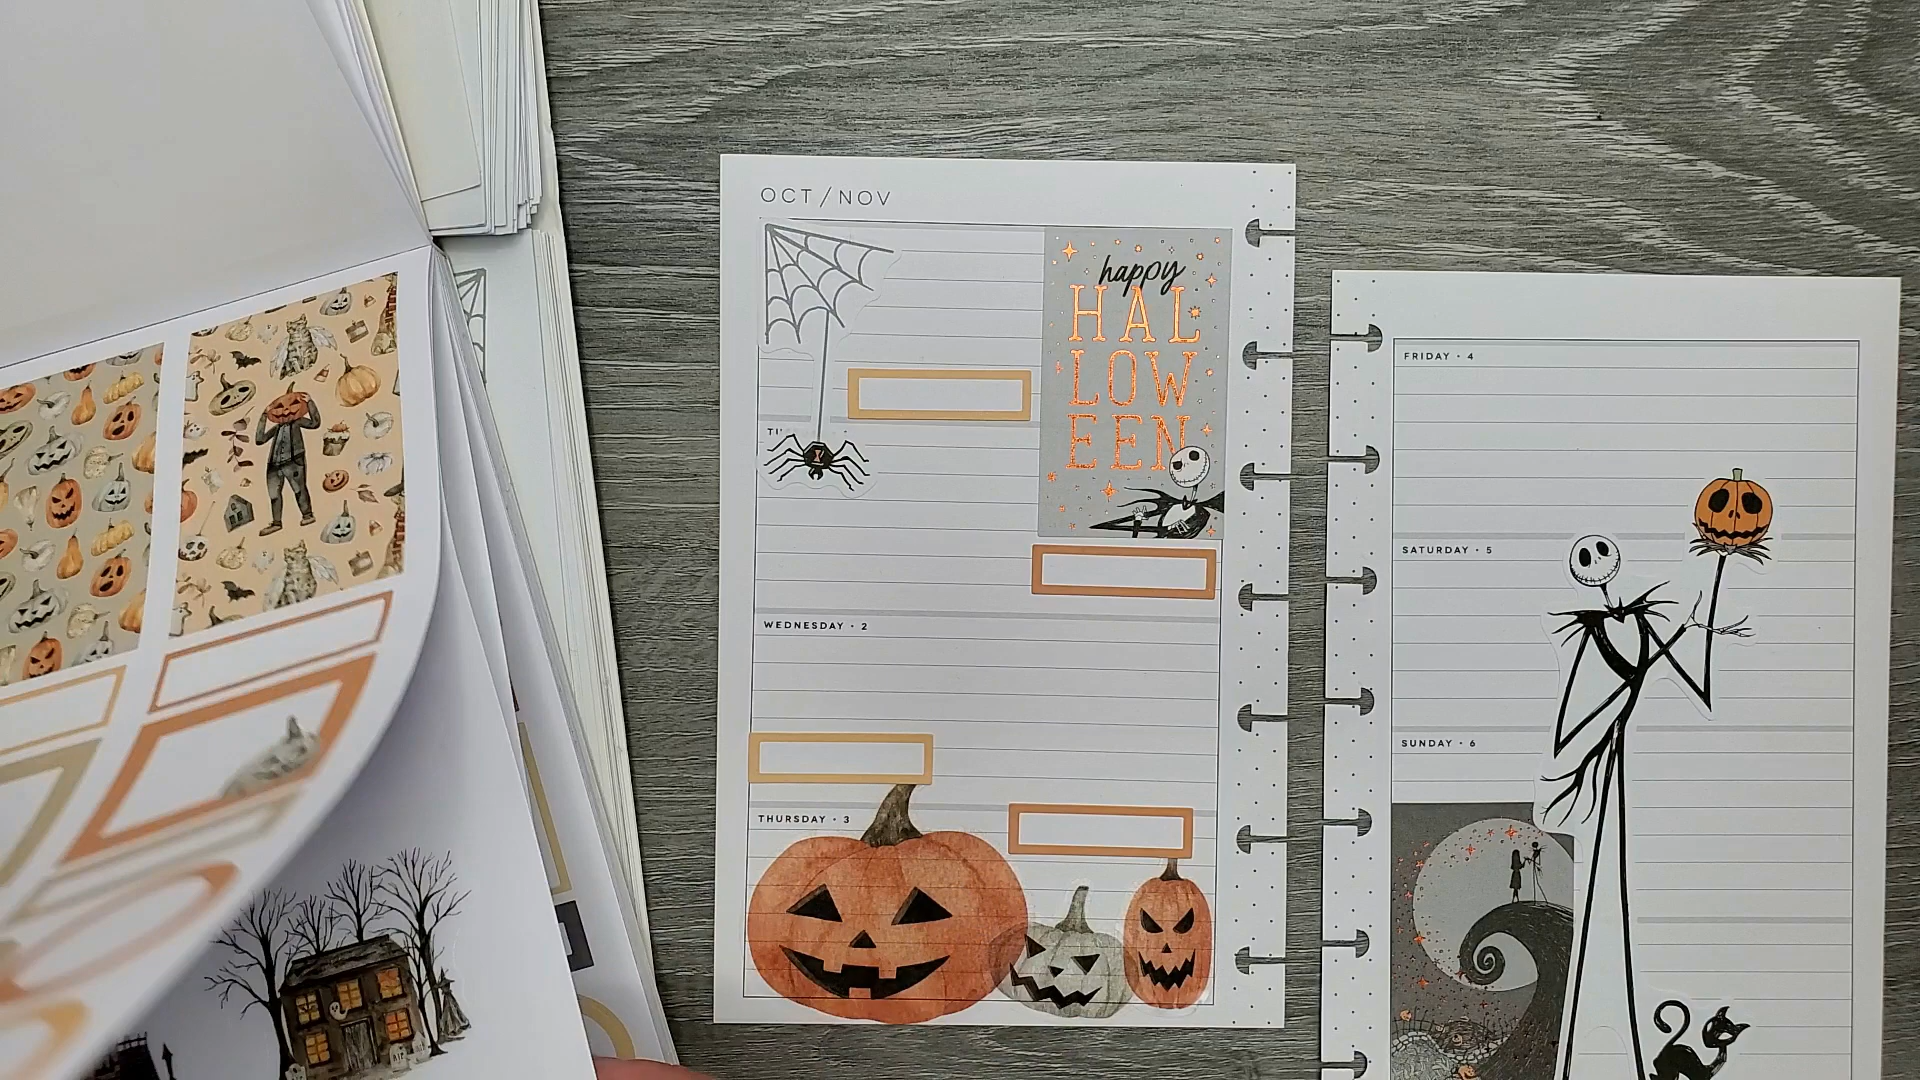 OCT/NOV
happy
HAL
LOW
EEN
WEDNESDAY • 2
THURSDAY • 3
FRIDAY • 4
SATURDAY • 5
SUNDAY • 6